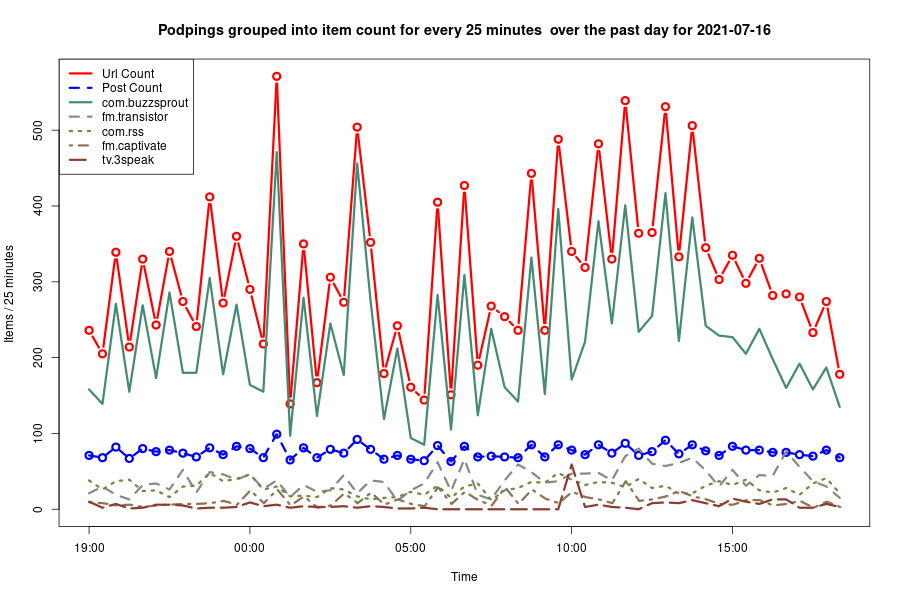 Podpings grouped into item count for every 25 minutes  over the past day for 2021-07-16
Url Count
Post Count
com.buzzsprout
fm.transistor
com.rss
fm.captivate
tv.3speak
Items / 25 minutes
500
400
300
200
100
0
19:00 00:00 05:00 10:00 15:00
Time